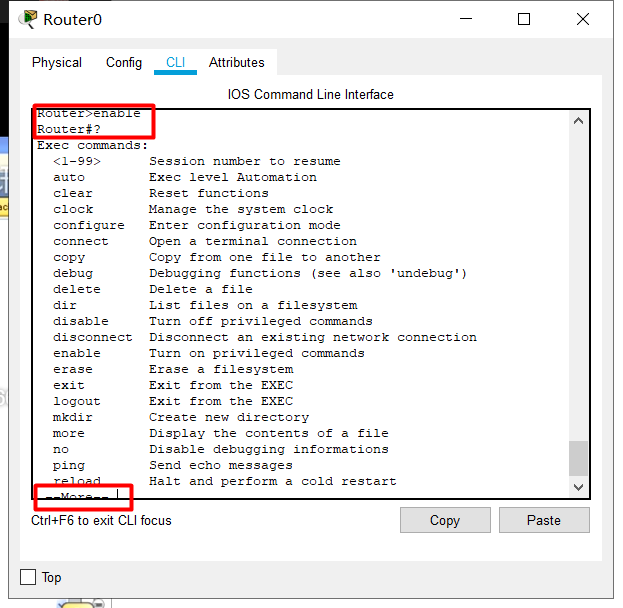 Router0
Physical Config CLI Attributes
IOS Command Line Interface
Router>enable
Router#?
Exec commands:
<1-99> Session number to resume
auto Exec level Automation
clear Reset functions
clock Manage the system clock
configure Enter configuration mode
connect Open a terminal connection
copy Copy from one file to another
debug Debugging functions (see also 'undebug')
delete Delete a file
dir List files on a filesystem
disable Turn off privileged commands
disconnect Disconnect an existing network connection
enable Turn on privileged commands
erase Erase a filesystem
exit Exit from the EXEC
logout Exit from the EXEC
mkdir Create new directory
more Display the contents of a file
no Disable debugging informations
ping Send echo messages
reload Halt and perform a cold restart
--More--
Ctrl+F6 to exit CLI focus
Copy Paste
Top